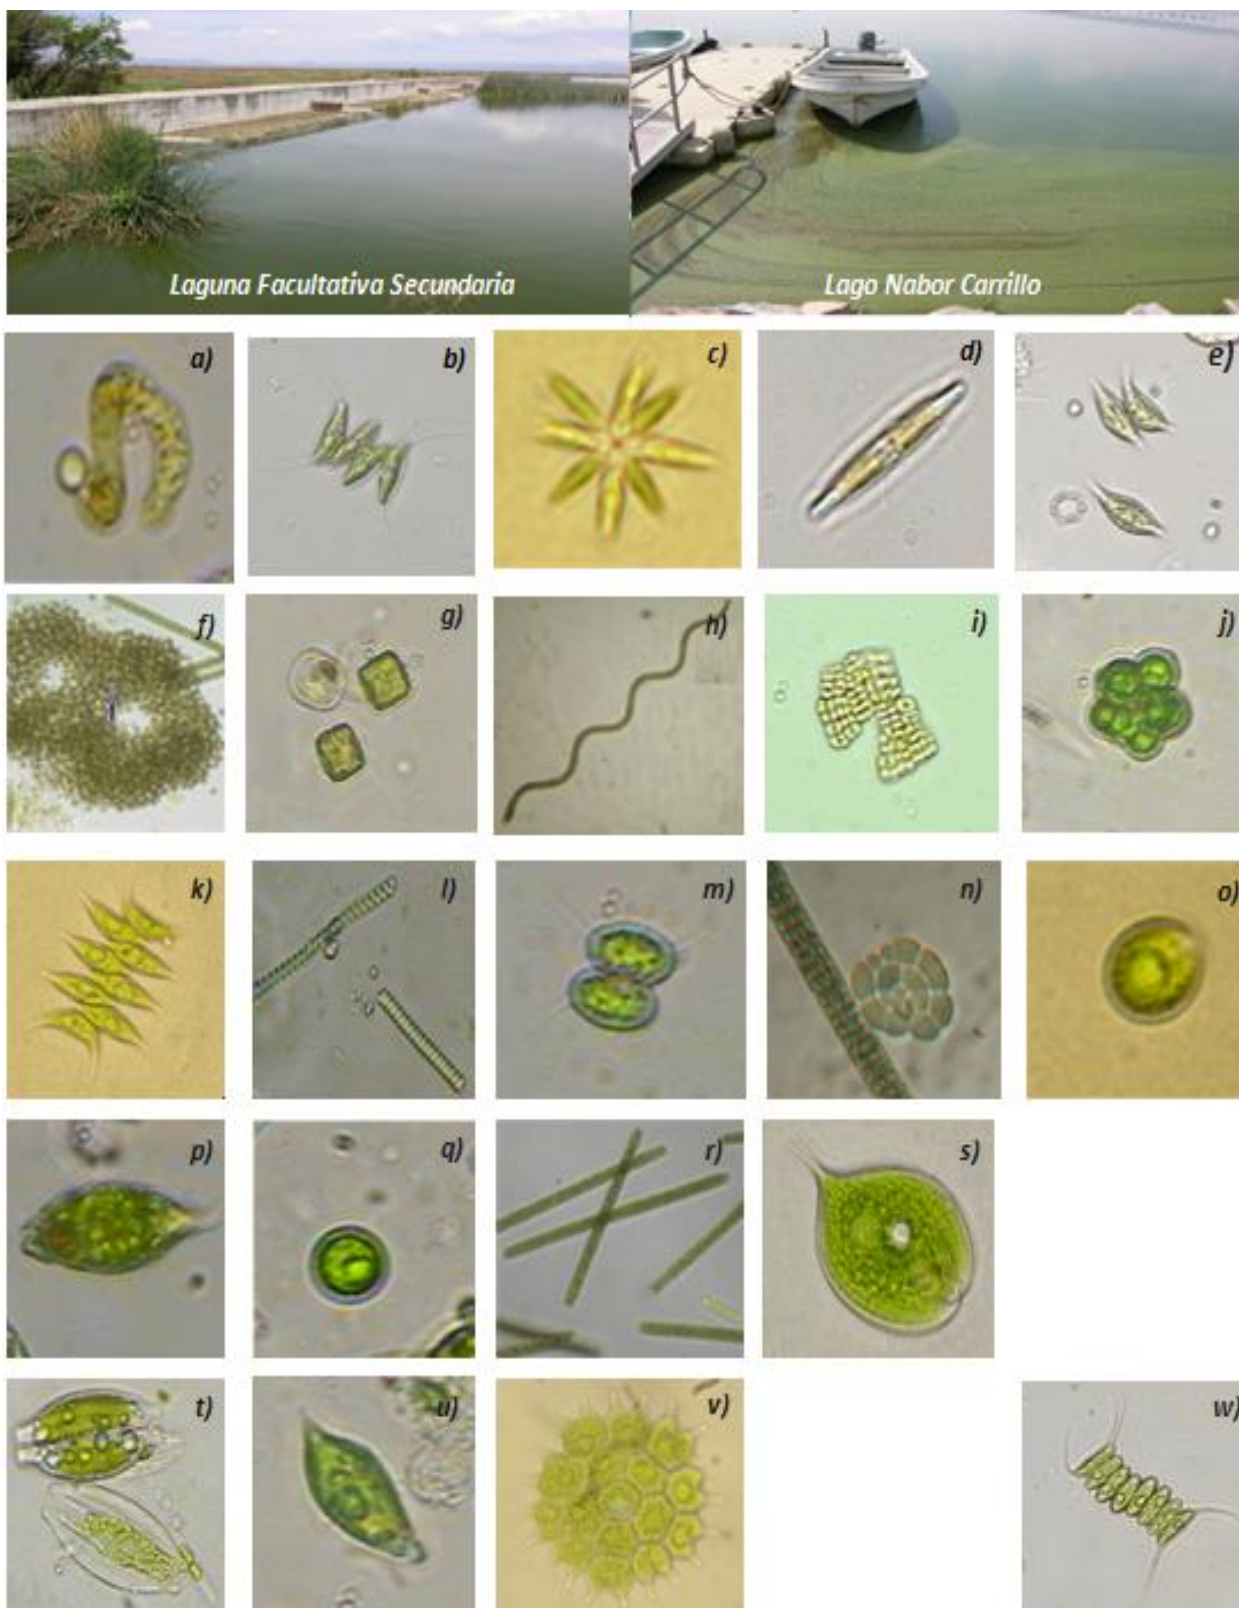 Laguna Facultativa Secundaria
Lago Nabor Carrillo
a)
b)
c)
d)
e)
f)
g)
h)
i)
j)
k)
l)
m)
n)
o)
p)
q)
r)
s)
t)
u)
v)
w)